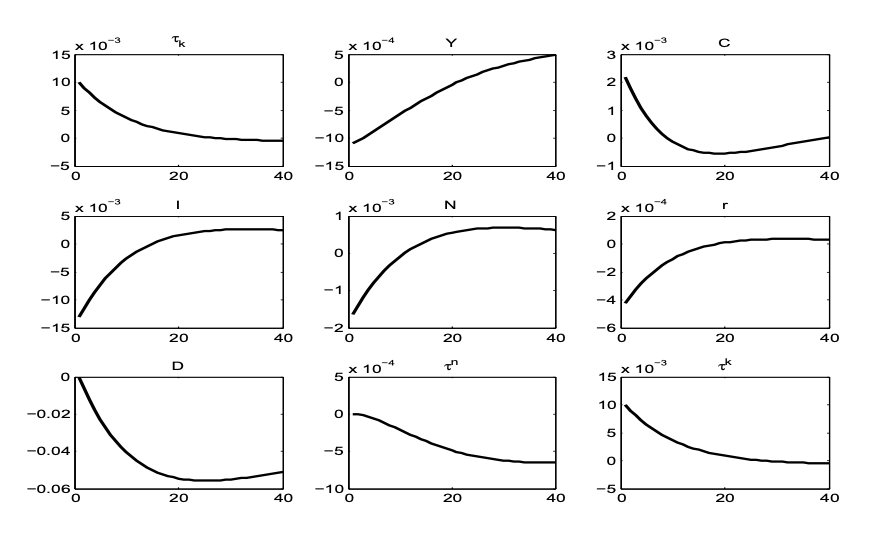 τk Y C
15 x 10−3 5 x 10−4 3 x 10−3
10 0 2
5 −5 1
0 −10 0
−5 −15 −1
0 20 40 0 20 40 0 20 40
I N r
5 x 10−3 1 x 10−3 2 x 10−4
0 0 0
−5 −1 −2
−10 −2 −4
−15 −6
0 20 40 0 20 40 0 20 40
D τn τk
0 5 x 10−4 15 x 10−3
−0.02 0 10
−0.04 −5 5
−0.06 −10 0
−5
0 20 40 0 20 40 0 20 40